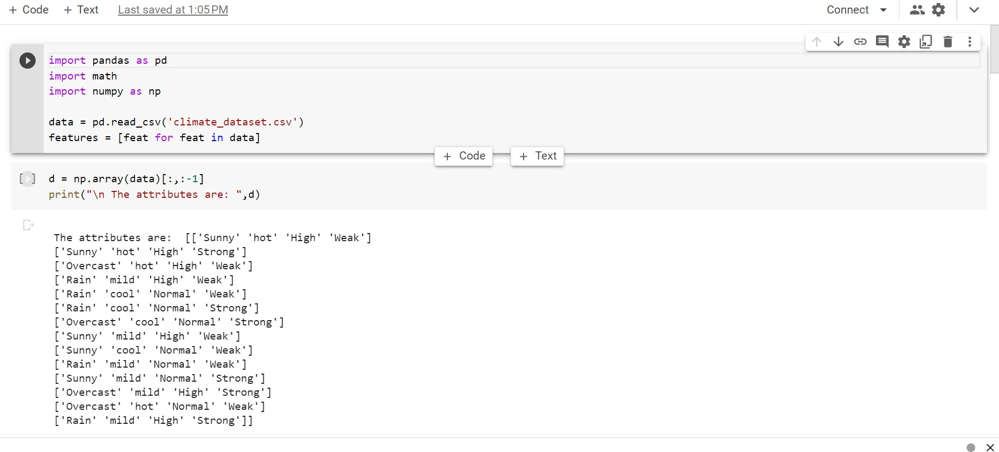 + Code + Text Last saved at 1:05 PM Connect
import pandas as pd
import math
import numpy as np
data = pd.read_csv('climate_dataset.csv')
features = [feat for feat in data]
+ Code + Text
[ ] d = np.array(data)[:,:-1]
print("\n The attributes are: ",d)
The attributes are:  [['Sunny' 'hot' 'High' 'Weak']
['Sunny' 'hot' 'High' 'Strong']
['Overcast' 'hot' 'High' 'Weak']
['Rain' 'mild' 'High' 'Weak']
['Rain' 'cool' 'Normal' 'Weak']
['Rain' 'cool' 'Normal' 'Strong']
['Overcast' 'cool' 'Normal' 'Strong']
['Sunny' 'mild' 'High' 'Weak']
['Sunny' 'cool' 'Normal' 'Weak']
['Rain' 'mild' 'Normal' 'Weak']
['Sunny' 'mild' 'Normal' 'Strong']
['Overcast' 'mild' 'High' 'Strong']
['Overcast' 'hot' 'Normal' 'Weak']
['Rain' 'mild' 'High' 'Strong']]